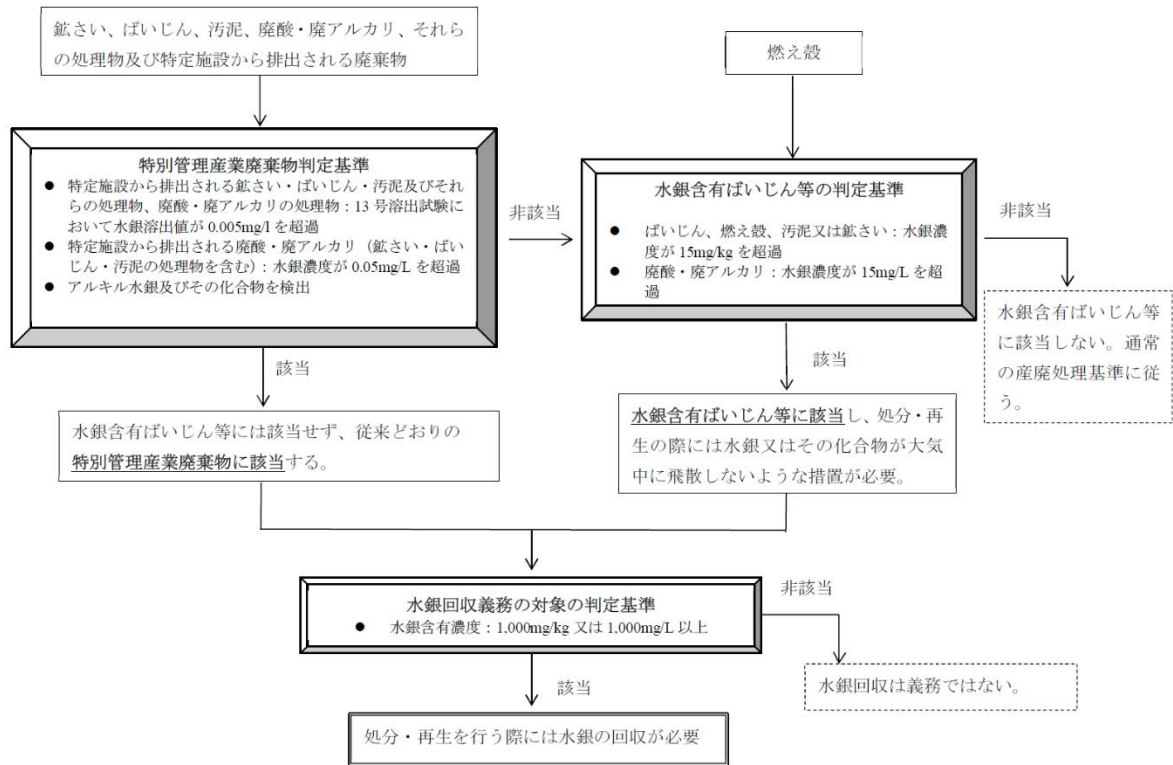 鉱さい、ばいじん、汚泥、廃酸・廃アルカリ、それら
の処理物及び特定施設から排出される廃棄物
燃え殻
特別管理産業廃棄物判定基準
● 特定施設から排出される鉱さい・ばいじん・汚泥及びそれ
らの処理物、廃酸・廃アルカリの処理物：13 号溶出試験に
おいて水銀溶出値が 0.005mg/l を超過
● 特定施設から排出される廃酸・廃アルカリ（鉱さい・ばい
じん・汚泥の処理物を含む）：水銀濃度が 0.05mg/L を超過
● アルキル水銀及びその化合物を検出
非該当
水銀含有ばいじん等の判定基準
● ばいじん、燃え殻、汚泥又は鉱さい：水銀濃
度が 15mg/kg を超過
● 廃酸・廃アルカリ：水銀濃度が 15mg/L を超
過
非該当
水銀含有ばいじん等
に該当しない。通常
の産廃処理基準に従
う。
該当
該当
水銀含有ばいじん等には該当せず、従来どおりの
特別管理産業廃棄物に該当する。
水銀含有ばいじん等に該当し、処分・再
生の際には水銀又はその化合物が大気
中に飛散しないような措置が必要。
水銀回収義務の対象の判定基準
● 水銀含有濃度：1,000mg/kg 又は 1,000mg/L 以上
非該当
該当
水銀回収は義務ではない。
処分・再生を行う際には水銀の回収が必要